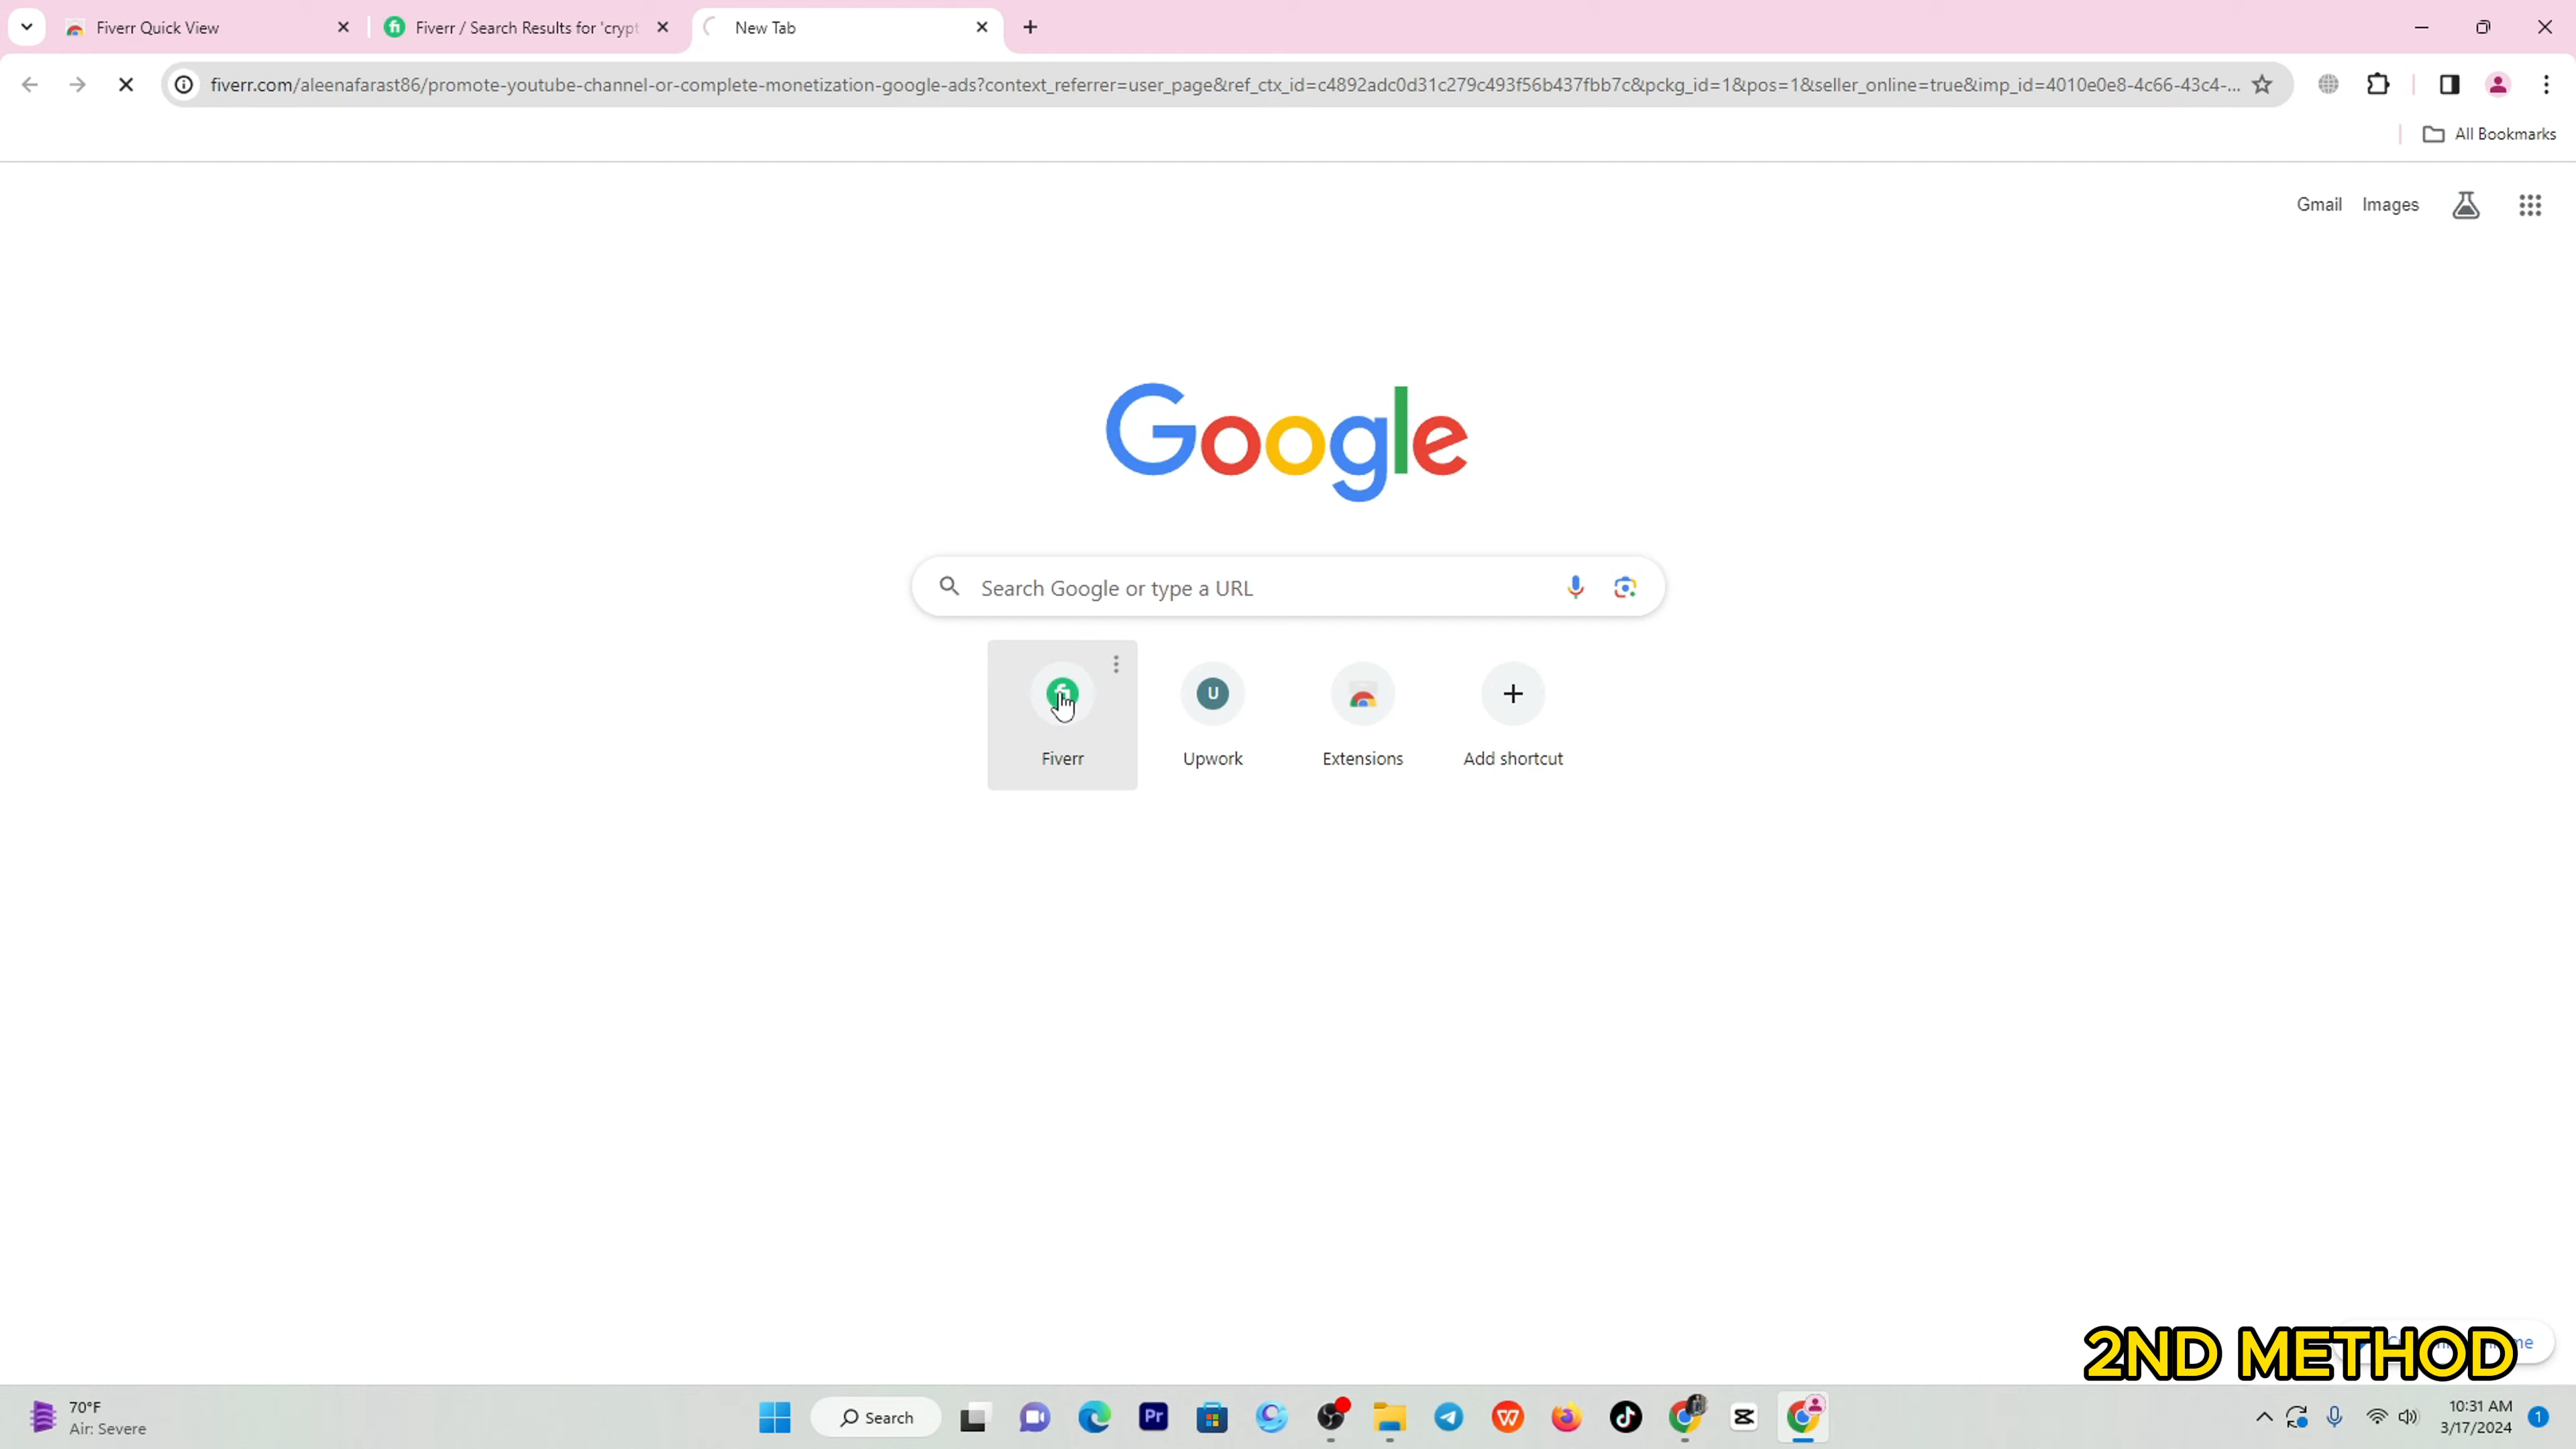 Fiverr Quick View
Fiverr / Search Results for 'crypt
New Tab
fiverr.com/aleenafarast86/promote-youtube-channel-or-complete-monetization-google-ads?context_referrer=user_page&ref_ctx_id=c4892adc0d31c279c493f56b437fbb7c&pckg_id=1&pos=1&seller_online=true&imp_id=4010e0e8-4c66-43c4-...
All Bookmarks
Gmail Images
Google
Search Google or type a URL
Fiverr
U
Upwork
Extensions
Add shortcut
2ND METHOD
70°F
Air: Severe
Search
Pr
10:31 AM
3/17/2024
1